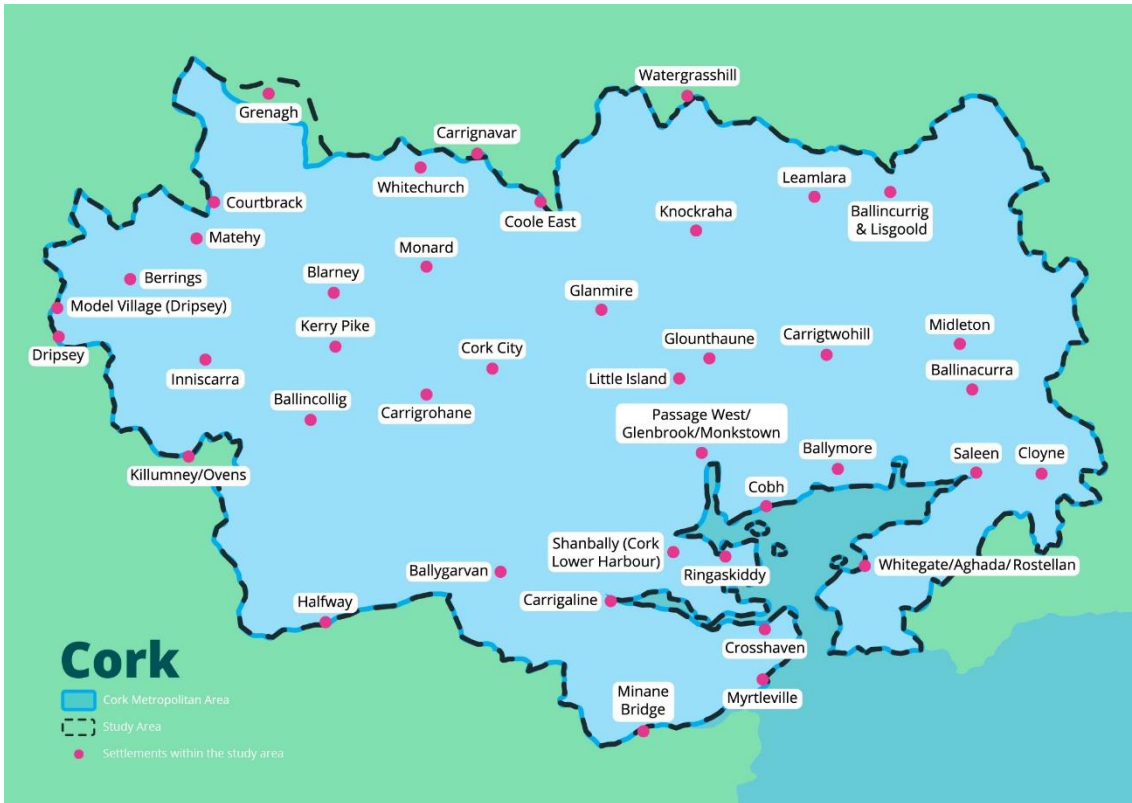 Watergrasshill
Grenagh
Carrignavar
Whitechurch
Leamlara
Courtbrack
Coole East
Knockraha
Ballincurrig
& Lisgoold
Matehy
Monard
Berrings
Blarney
Glanmire
Model Village (Dripsey)
Kerry Pike
Cork City
Glounthaune
Carrigtwohill
Midleton
Dripsey
Inniscarra
Little Island
Ballinacurra
Ballincollig
Carrigrohane
Passage West/
Glenbrook/Monkstown
Ballymore
Saleen
Cloyne
Killumney/Ovens
Cobh
Shanbally (Cork
Lower Harbour)
Ballygarvan
Ringaskiddy
Whitegate/Aghada/Rostellan
Halfway
Carrigaline
Crosshaven
Minane
Bridge
Myrtleville
Cork
Cork Metropolitan Area
Study Area
Settlements within the study area